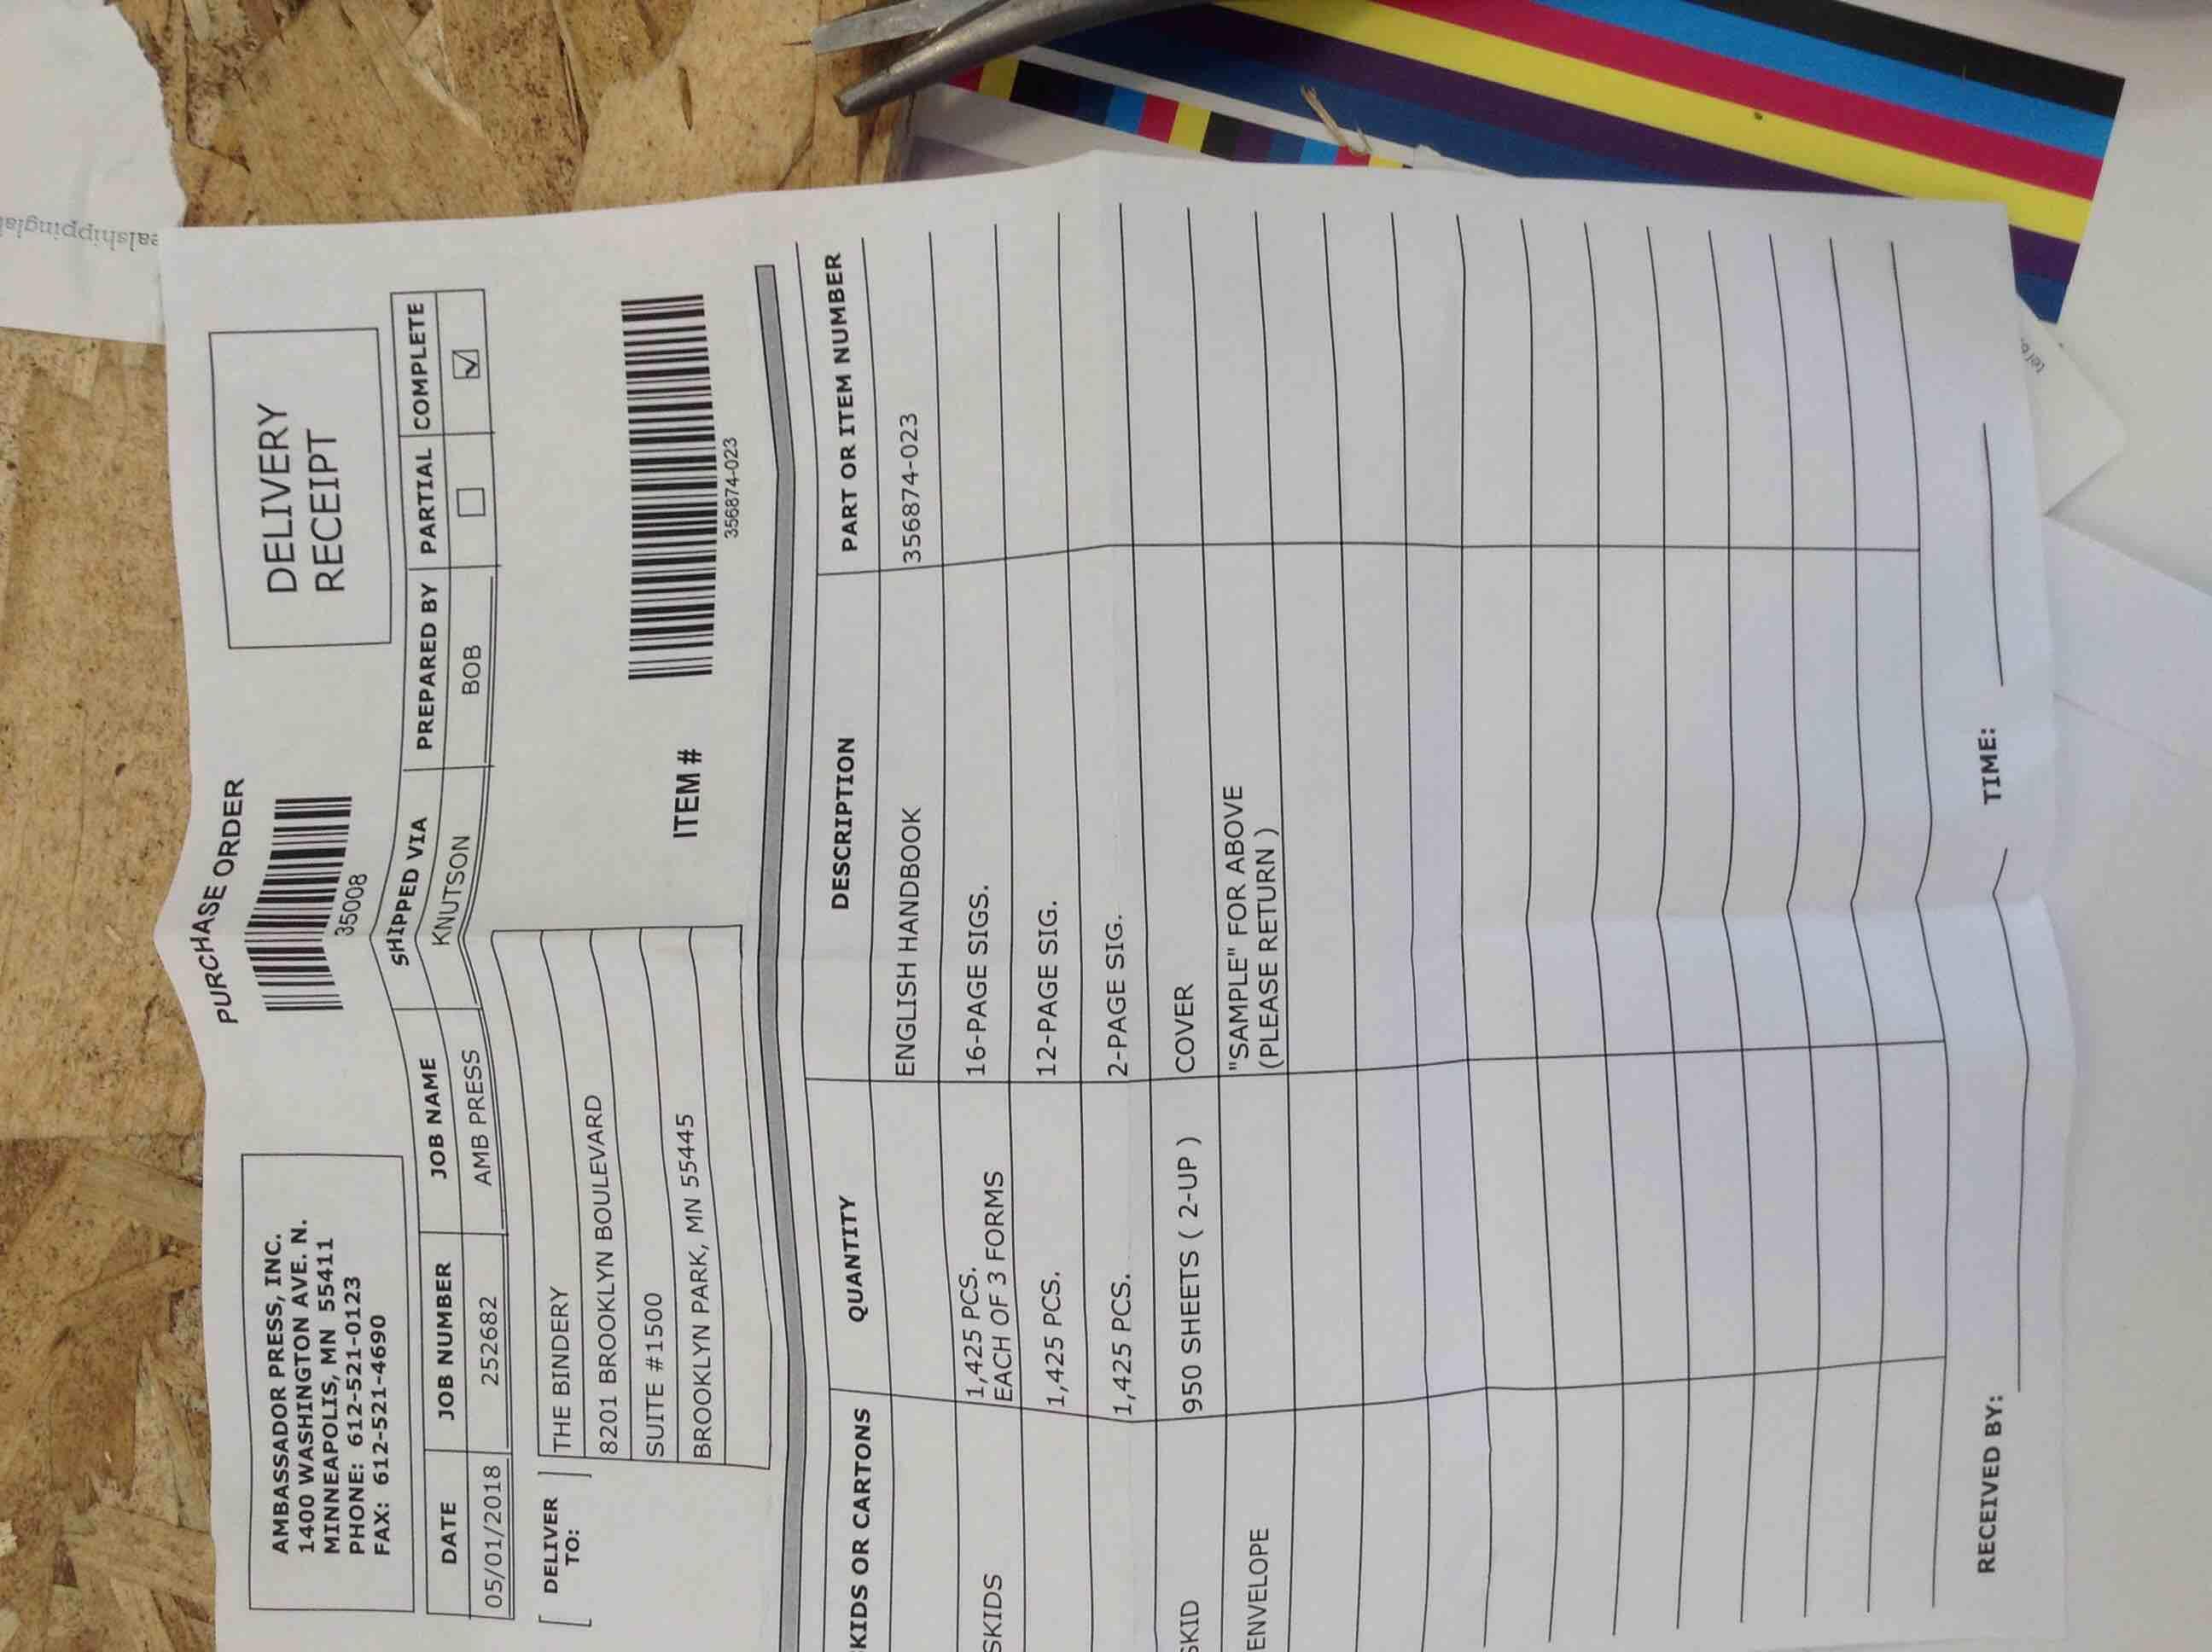 PURCHASE ORDER
35008
DELIVERY
RECEIPT
AMBASSADOR PRESS, INC.
1400 WASHINGTON AVE. N.
MINNEAPOLIS, MN 55411
PHONE: 612-521-0123
FAX: 612-521-4690
DATE JOB NUMBER JOB NAME SHIPPED VIA PREPARED BY PARTIAL COMPLETE
05/01/2018 252682 AMB PRESS KNUTSON BOB
[ DELIVER TO: ]
THE BINDERY
8201 BROOKLYN BOULEVARD
SUITE #1500
BROOKLYN PARK, MN 55445
ITEM #
356874-023
KIDS OR CARTONS QUANTITY DESCRIPTION PART OR ITEM NUMBER
ENGLISH HANDBOOK 356874-023
SKIDS 1,425 PCS. EACH OF 3 FORMS 16-PAGE SIGS.
1,425 PCS. 12-PAGE SIG.
1,425 PCS. 2-PAGE SIG.
SKID 950 SHEETS ( 2-UP ) COVER
ENVELOPE "SAMPLE" FOR ABOVE
(PLEASE RETURN )
RECEIVED BY: TIME: